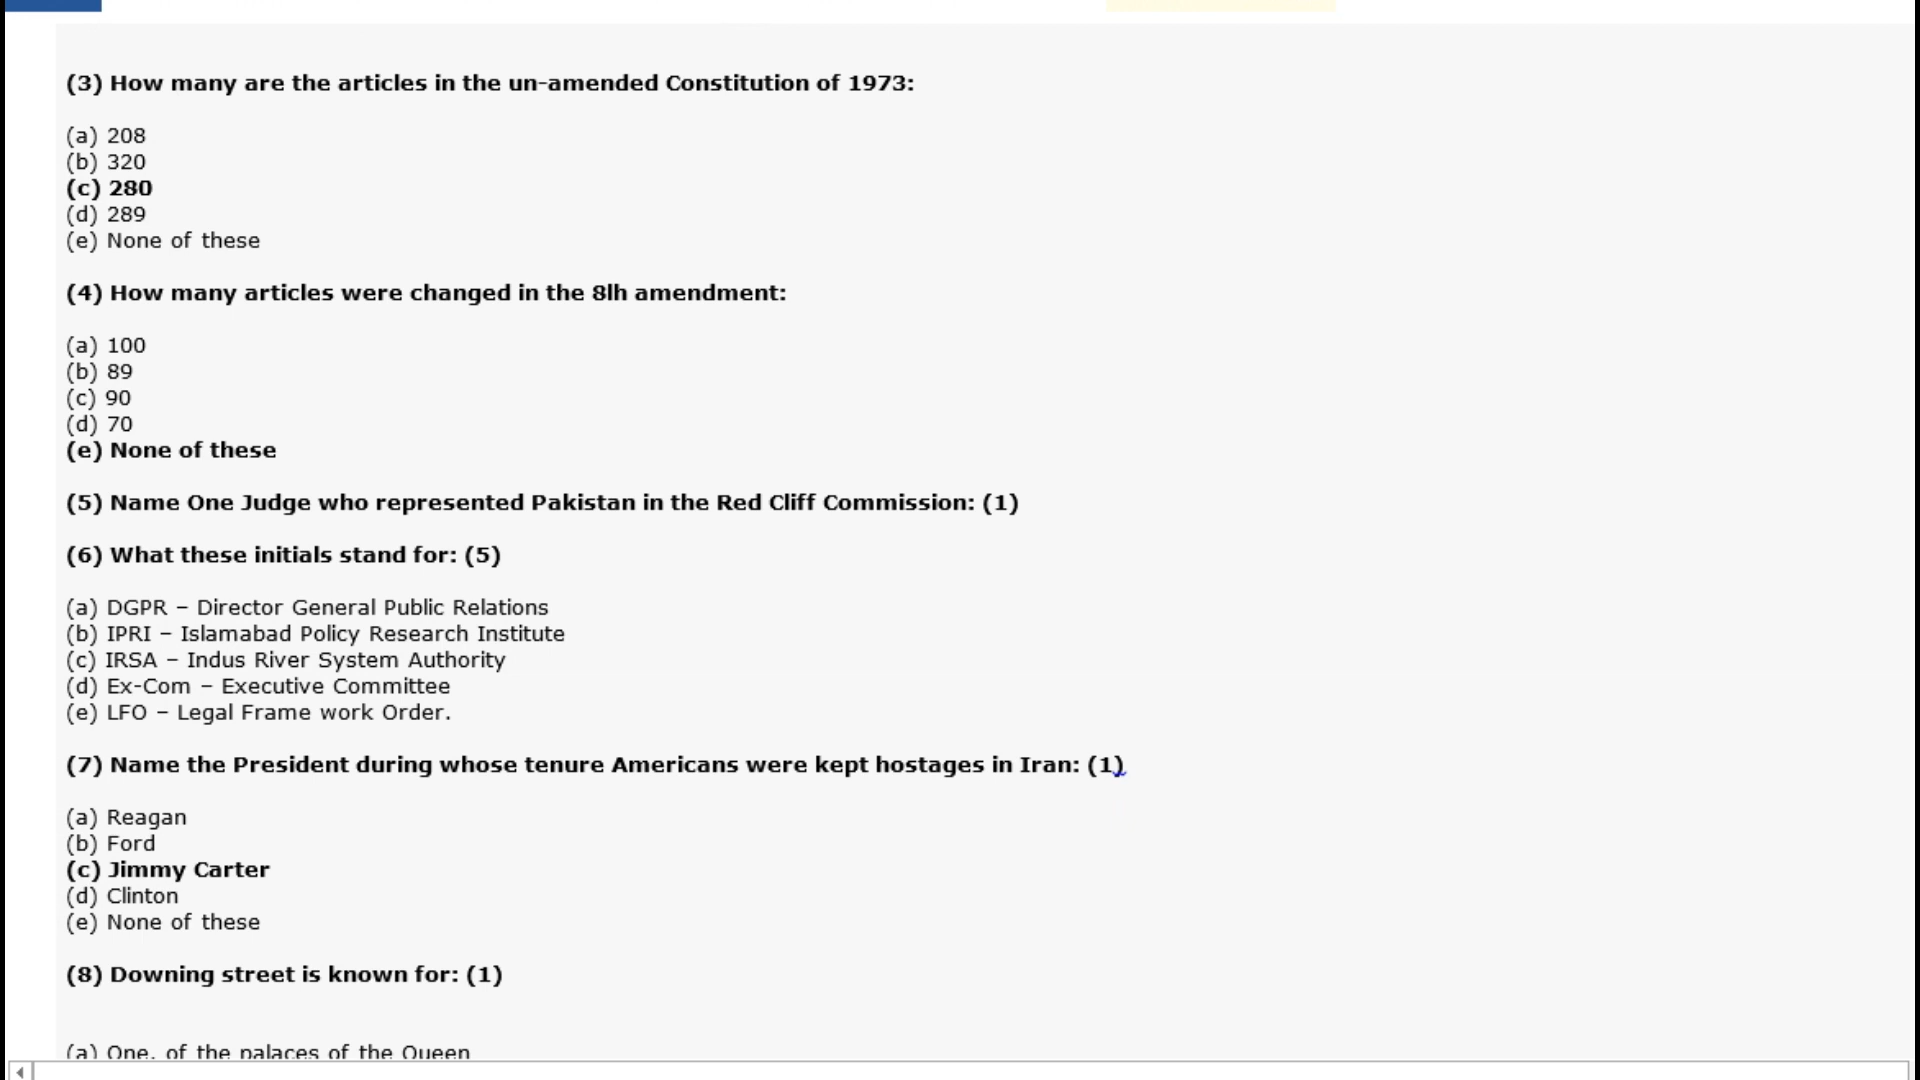 (3) How many are the articles in the un-amended Constitution of 1973:
(a) 208
(b) 320
(c) 280
(d) 289
(e) None of these
(4) How many articles were changed in the 8lh amendment:
(a) 100
(b) 89
(c) 90
(d) 70
(e) None of these
(5) Name One Judge who represented Pakistan in the Red Cliff Commission: (1)
(6) What these initials stand for: (5)
(a) DGPR – Director General Public Relations
(b) IPRI – Islamabad Policy Research Institute
(c) IRSA – Indus River System Authority
(d) Ex-Com – Executive Committee
(e) LFO – Legal Frame work Order.
(7) Name the President during whose tenure Americans were kept hostages in Iran: (1)
(a) Reagan
(b) Ford
(c) Jimmy Carter
(d) Clinton
(e) None of these
(8) Downing street is known for: (1)
(a) One. of the palaces of the Queen